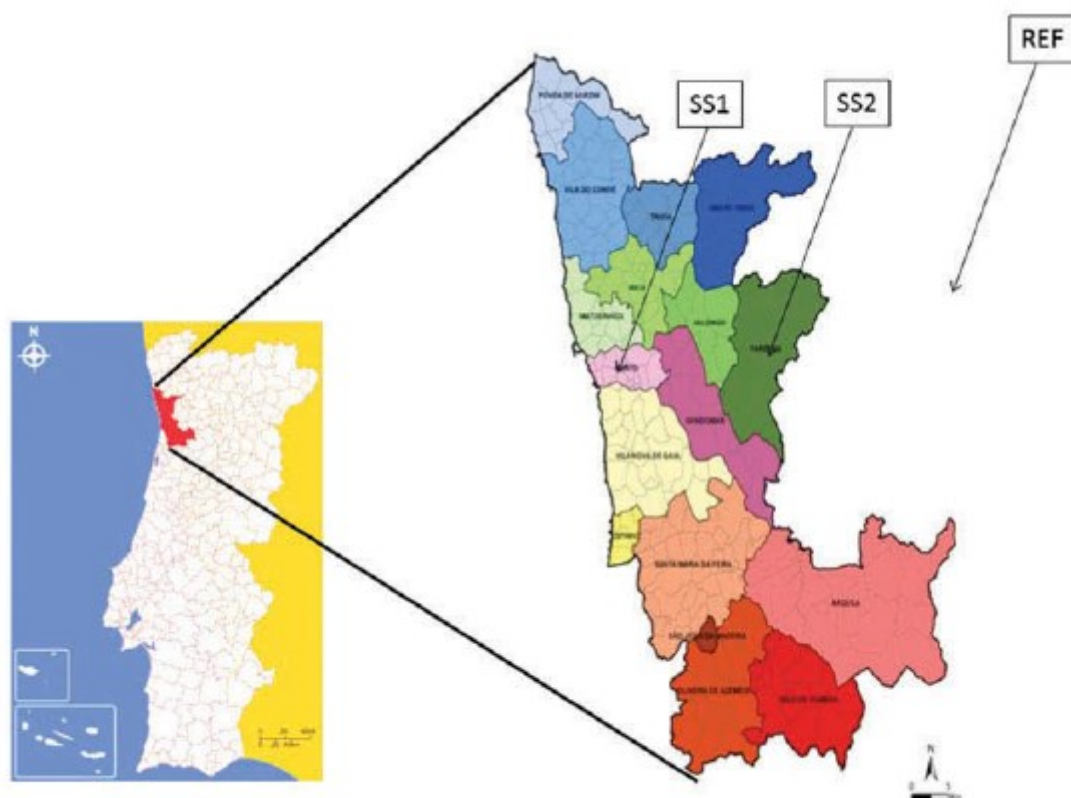 REF
SS1
SS2
PÓVOA DE VARZIM
VILA DO CONDE
TROFA
SANTO TIRSO
MAIA
MATOSINHOS
VALONGO
PAREDES
PORTO
GONDOMAR
VILA NOVA DE GAIA
ESPINHO
SANTA MARIA DA FEIRA
AROUCA
SÃO JOÃO DA MADEIRA
OLIVEIRA DE AZEMÉIS
VALE DE CAMBRA
N
N
0